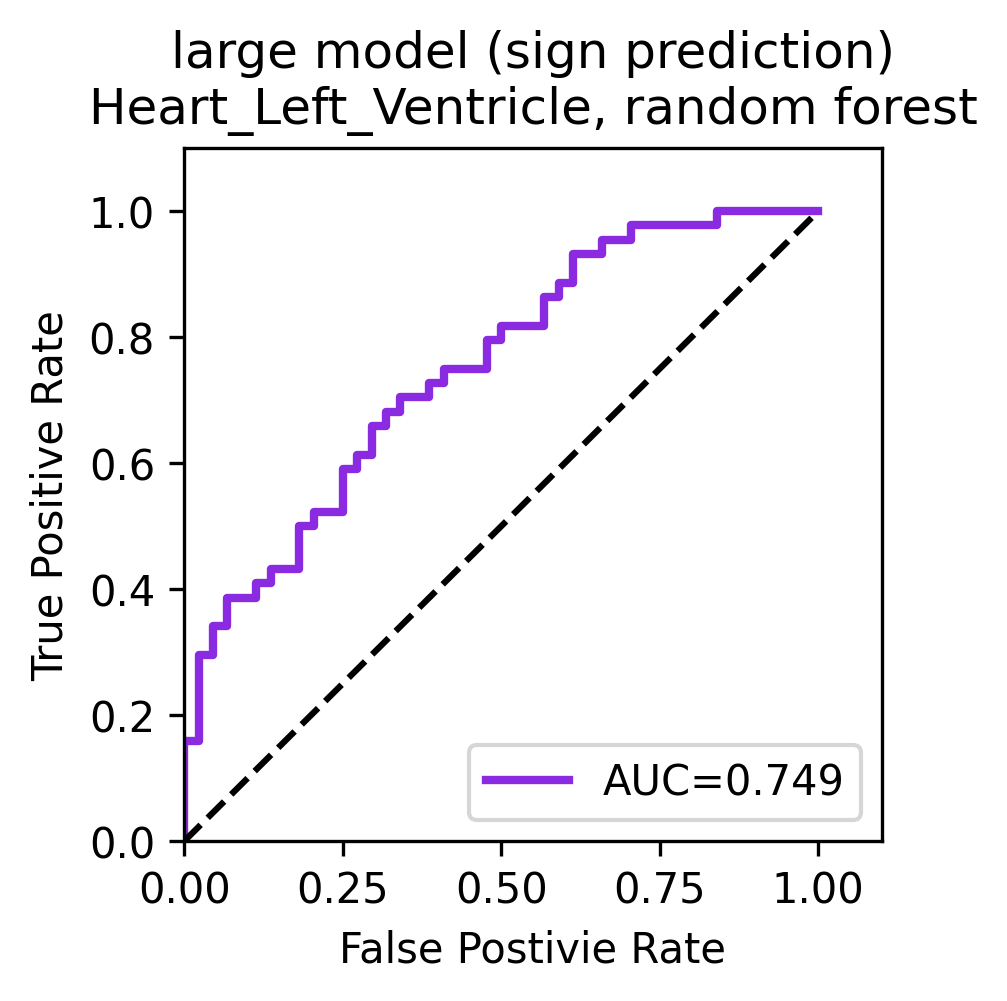 large model (sign prediction)
Heart_Left_Ventricle, random forest
1.0
0.8
0.6
0.4
0.2
0.0
True Positive Rate
AUC=0.749
0.00 0.25 0.50 0.75 1.00
False Postivie Rate